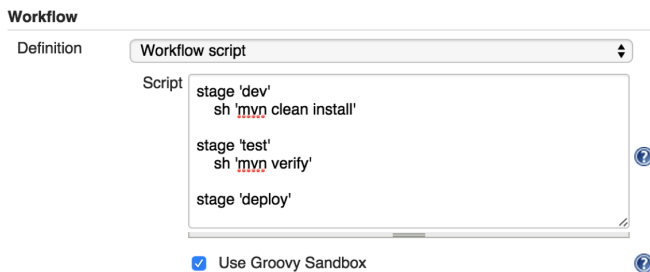 Workflow
Definition
Workflow script
Script
stage 'dev'
sh 'mvn clean install'
stage 'test'
sh 'mvn verify'
stage 'deploy'
Use Groovy Sandbox